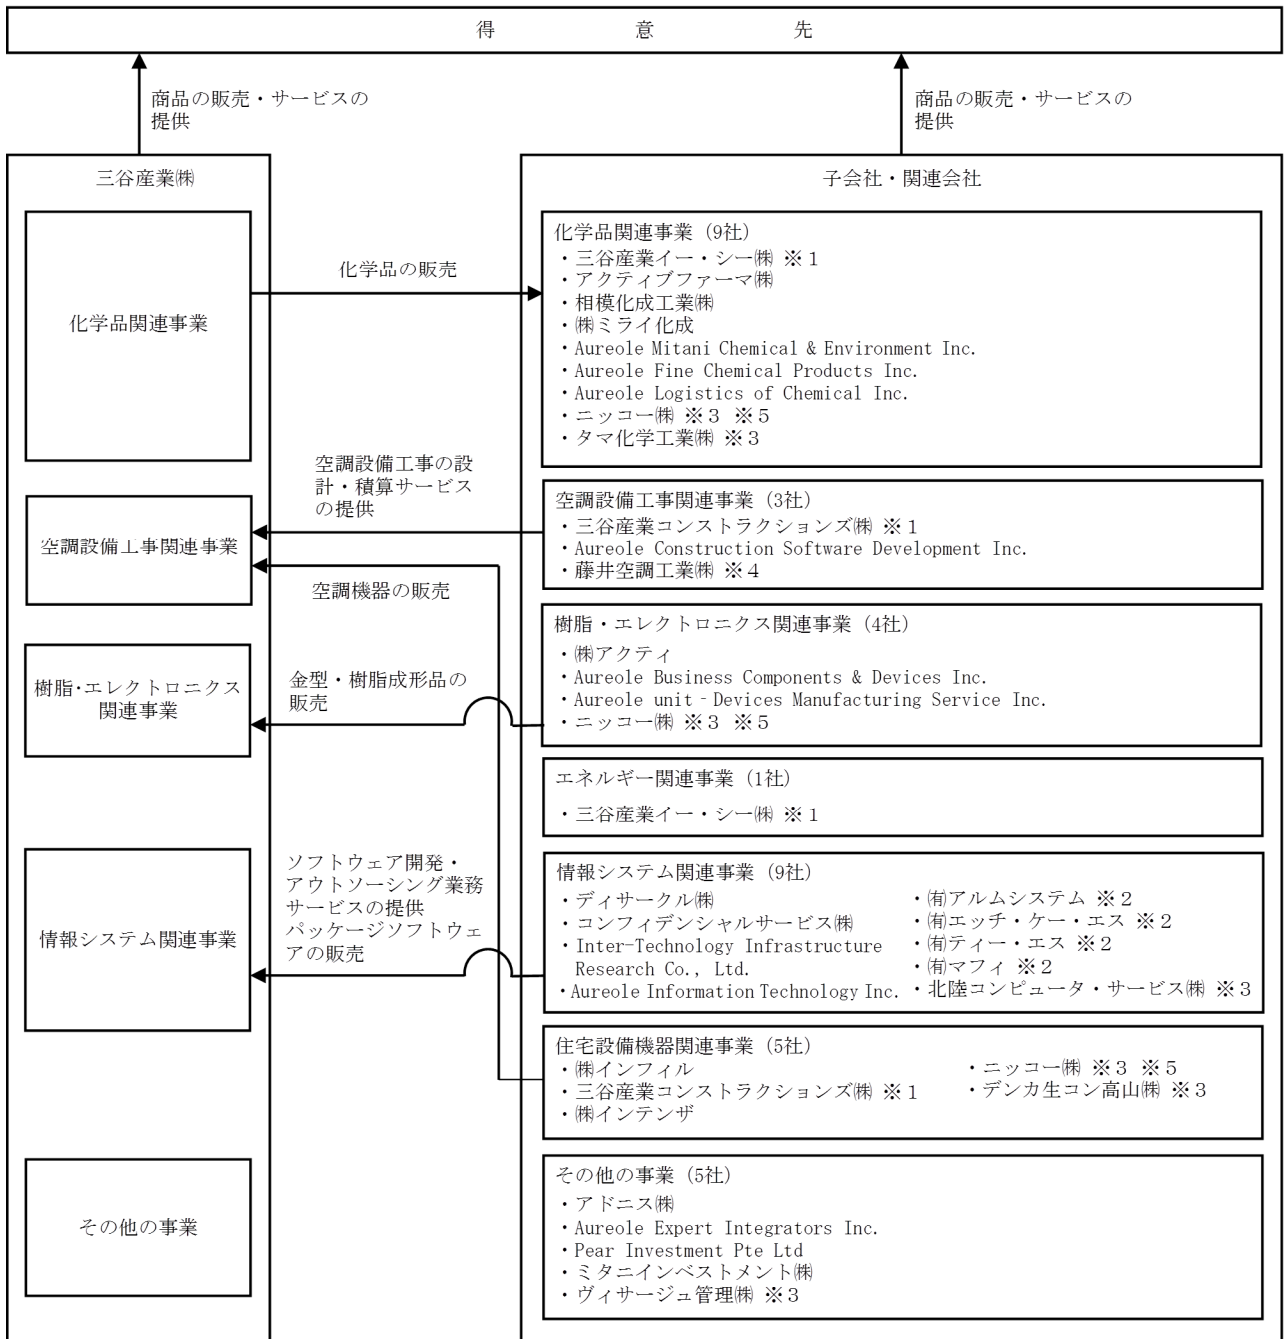 得意先
商品の販売・サービスの
提供
商品の販売・サービスの
提供
三谷産業㈱
化学品関連事業
空調設備工事関連事業
樹脂・エレクトロニクス
関連事業
情報システム関連事業
その他の事業
化学品の販売
空調設備工事の設
計・積算サービス
の提供
空調機器の販売
金型・樹脂成形品の
販売
ソフトウェア開発・
アウトソーシング業務
サービスの提供
パッケージソフトウェ
アの販売
子会社・関連会社
化学品関連事業（9社）
・三谷産業イー・シー㈱ ※１
・アクティブファーマ㈱
・相模化成工業㈱
・㈱ミライ化成
・Aureole Mitani Chemical & Environment Inc.
・Aureole Fine Chemical Products Inc.
・Aureole Logistics of Chemical Inc.
・ニッコー㈱ ※３ ※５
・タマ化学工業㈱ ※３
空調設備工事関連事業（3社）
・三谷産業コンストラクションズ㈱ ※１
・Aureole Construction Software Development Inc.
・藤井空調工業㈱ ※４
樹脂・エレクトロニクス関連事業（4社）
・㈱アクティ
・Aureole Business Components & Devices Inc.
・Aureole unit‐Devices Manufacturing Service Inc.
・ニッコー㈱ ※３ ※５
エネルギー関連事業（1社）
・三谷産業イー・シー㈱ ※１
情報システム関連事業（9社）
・ディサークル㈱
・コンフィデンシャルサービス㈱
・Inter-Technology Infrastructure
Research Co., Ltd.
・Aureole Information Technology Inc.
・㈲アルムシステム ※２
・㈲エッチ・ケー・エス ※２
・㈲ティー・エス ※２
・㈲マフィ ※２
・北陸コンピュータ・サービス㈱ ※３
住宅設備機器関連事業（5社）
・㈱インフィル
・三谷産業コンストラクションズ㈱ ※１
・㈱インテンザ
・ニッコー㈱ ※３ ※５
・デンカ生コン高山㈱ ※３
その他の事業（5社）
・アドニス㈱
・Aureole Expert Integrators Inc.
・Pear Investment Pte Ltd
・ミタニインベストメント㈱
・ヴィサージュ管理㈱ ※３